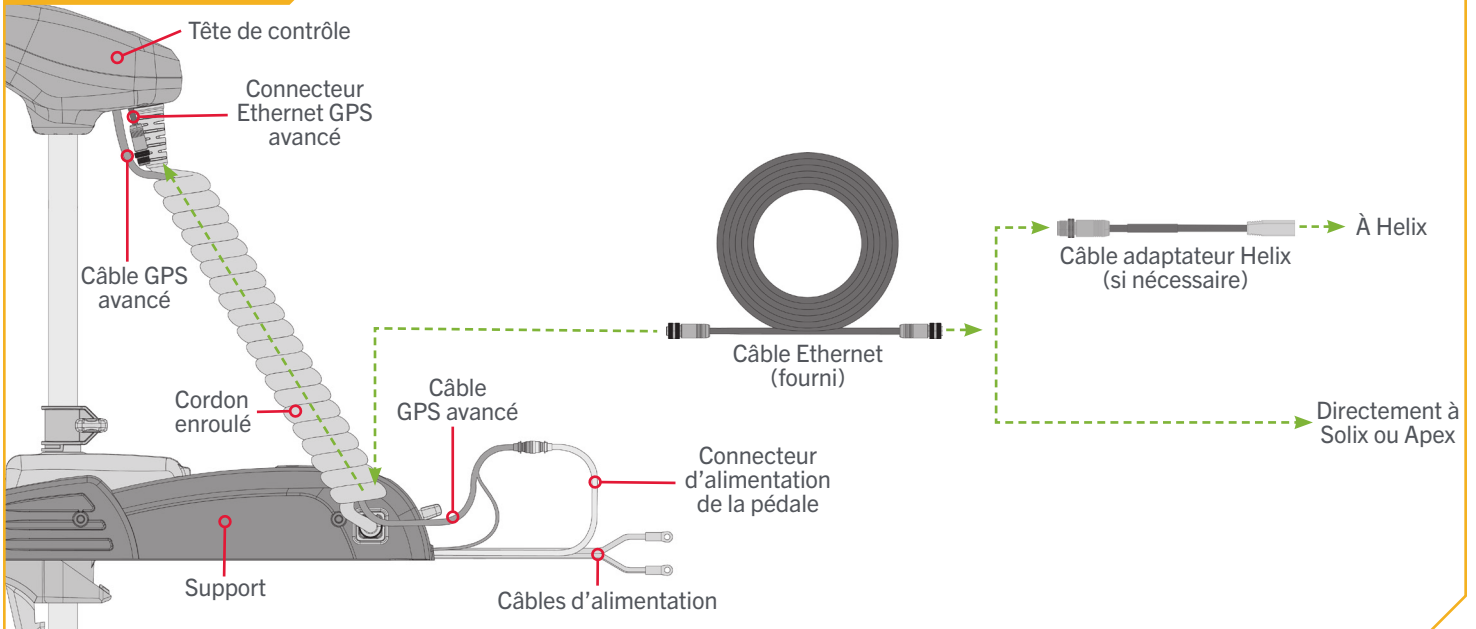 Tête de contrôle
Connecteur
Ethernet GPS
avancé
Câble GPS
avancé
Cordon
enroulé
Câble
GPS avancé
Connecteur
d’alimentation
de la pédale
Support
Câbles d’alimentation
Câble Ethernet
(fourni)
Câble adaptateur Helix
(si nécessaire)
À Helix
Directement à
Solix ou Apex